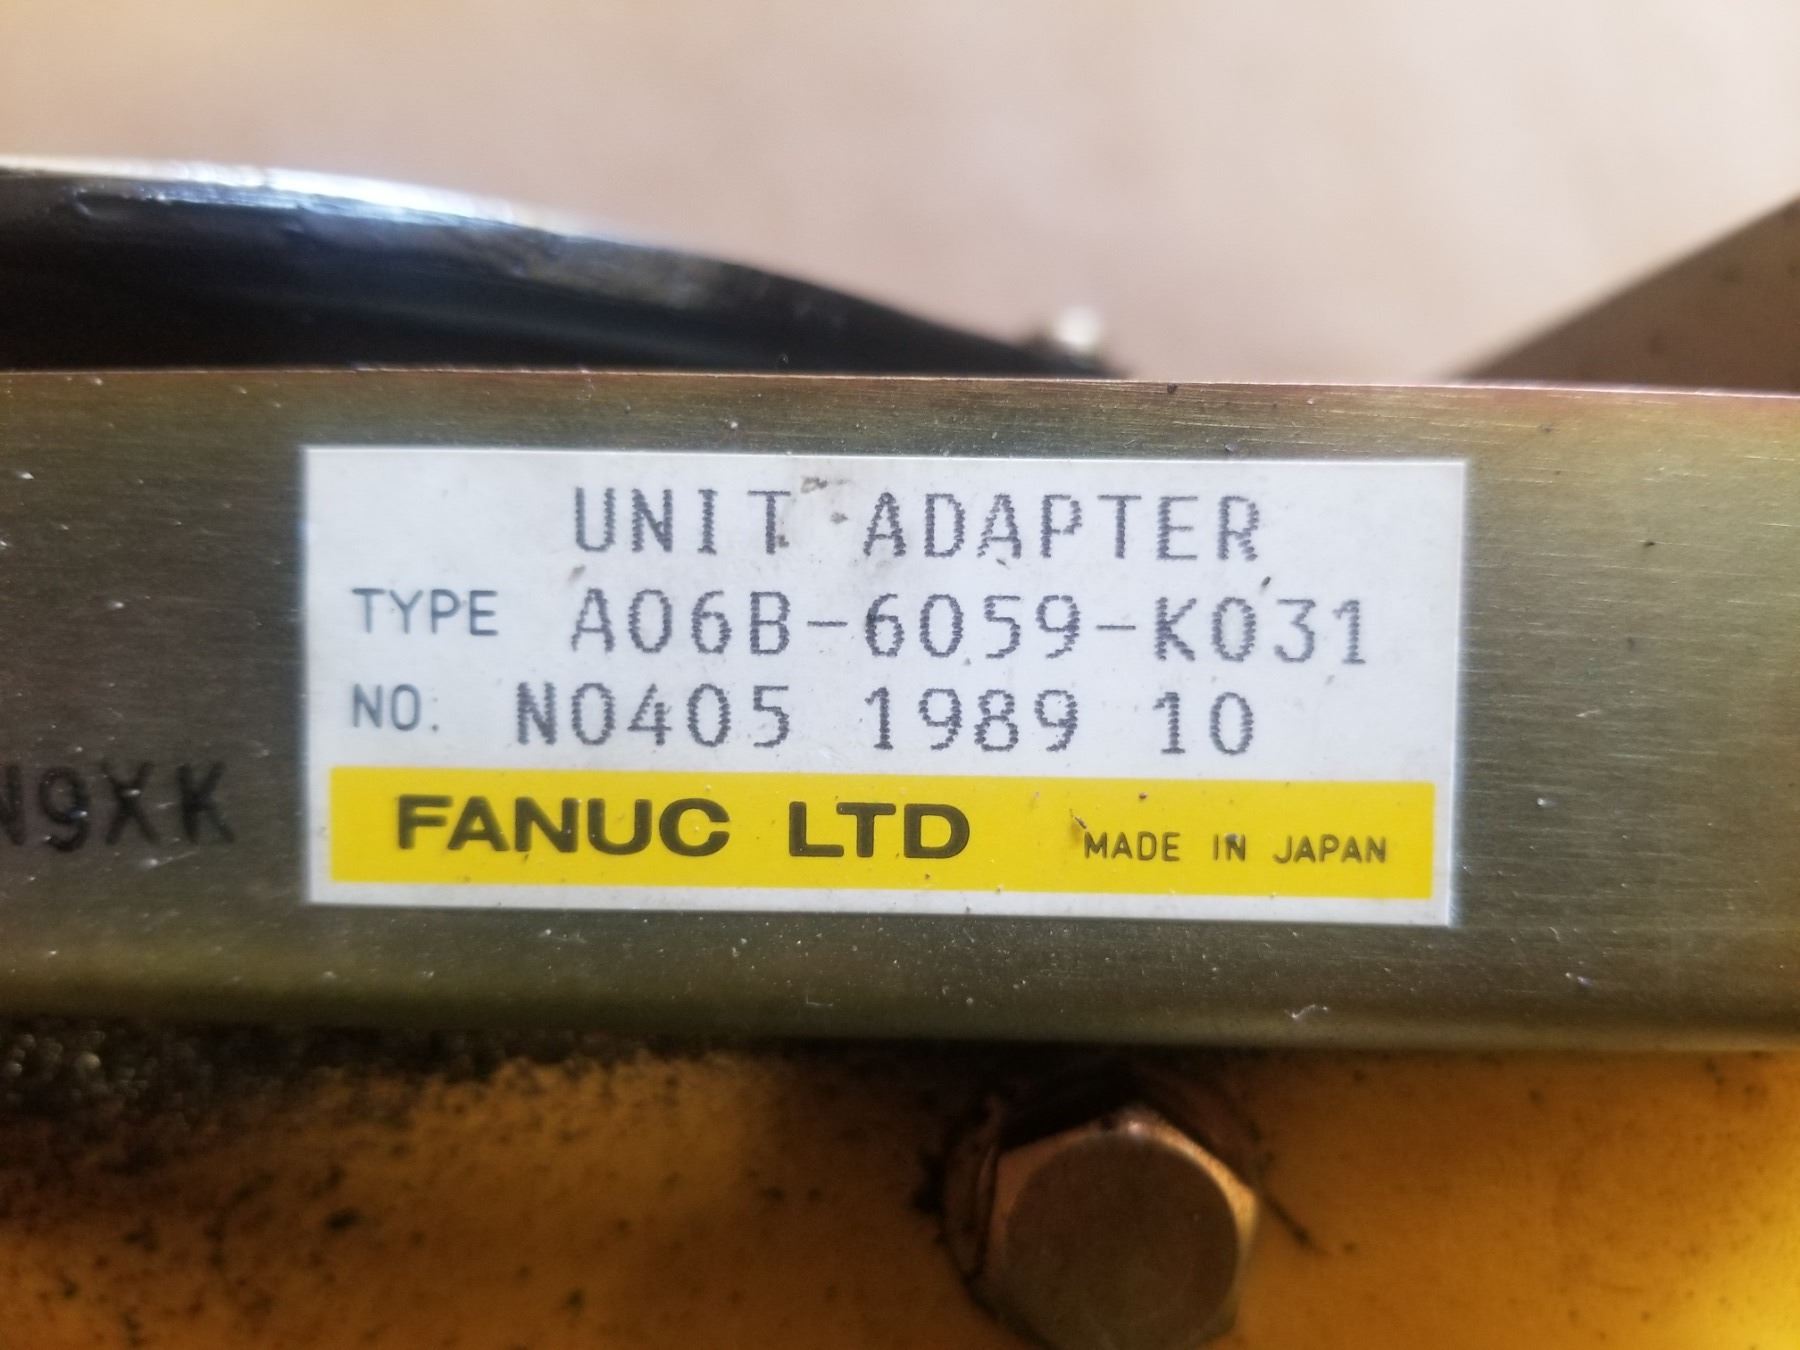 UNIT ADAPTER
TYPE A06B-6059-K031
NO. N0405 1989 10
N9XK
FANUC LTD MADE IN JAPAN